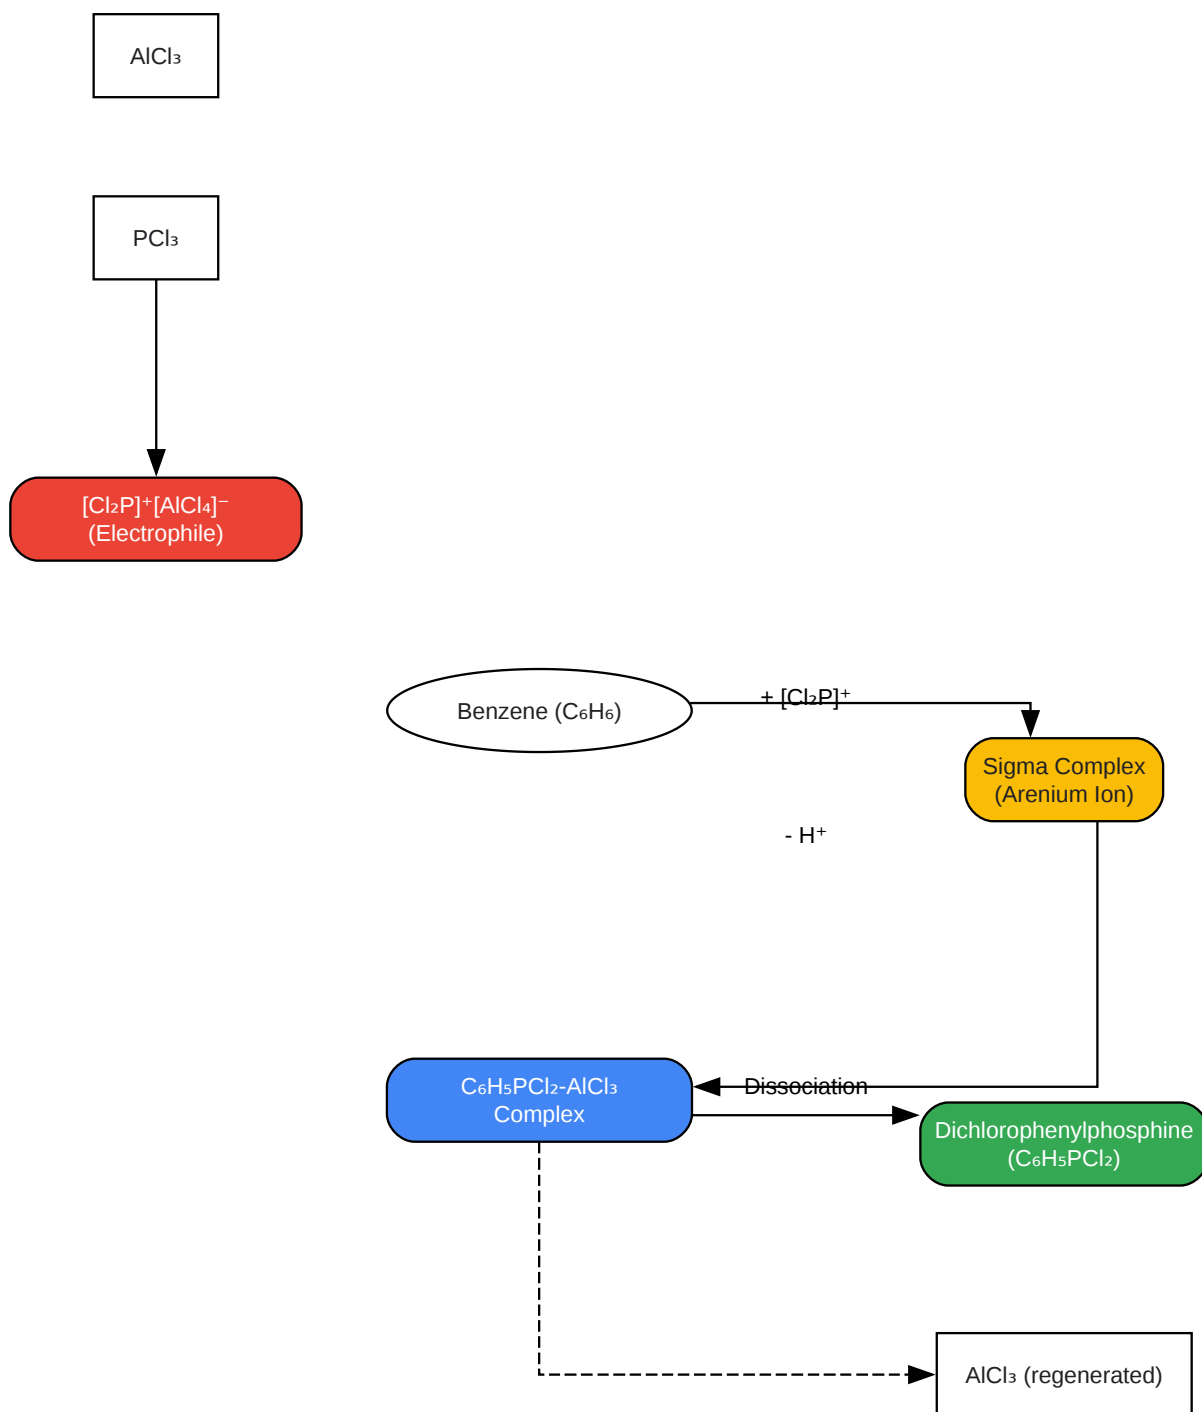 AlCl₃
PCl₃
[Cl₂P]⁺[AlCl₄]⁻
(Electrophile)
Benzene (C₆H₆)
+ [Cl₂P]⁺
Sigma Complex
(Arenium Ion)
- H⁺
C₆H₅PCl₂-AlCl₃
Complex
Dissociation
Dichlorophenylphosphine
(C₆H₅PCl₂)
AlCl₃ (regenerated)